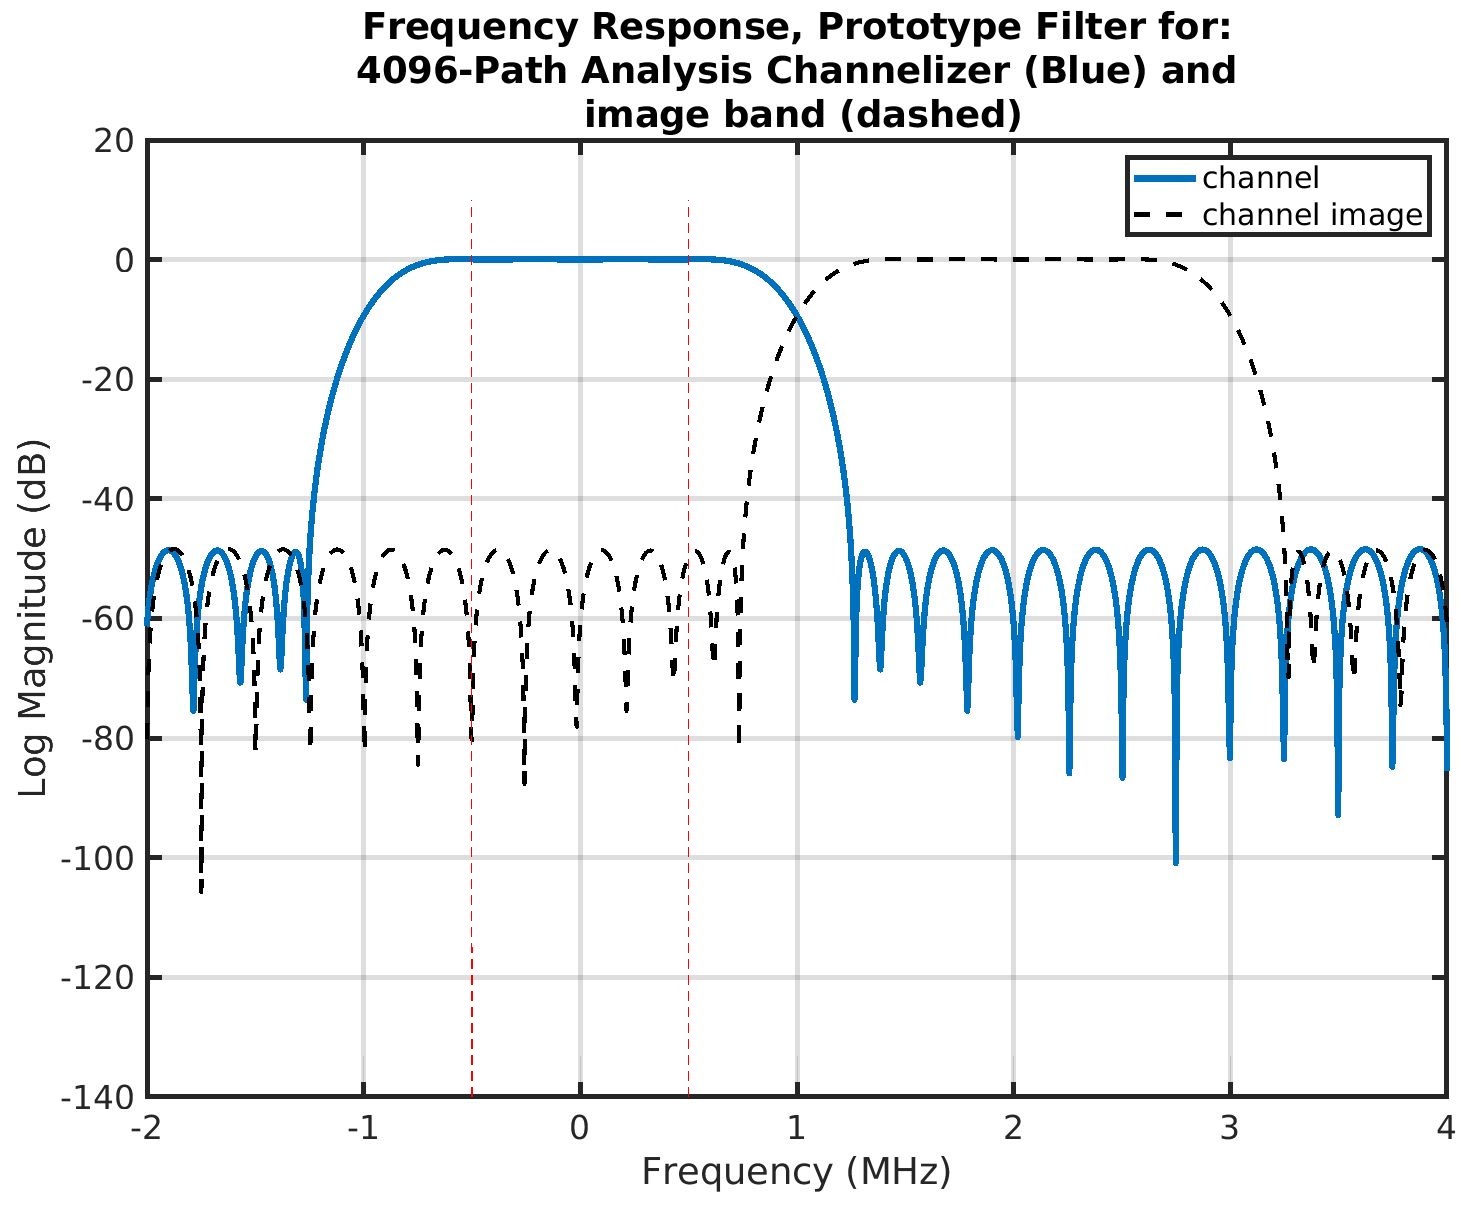 Frequency Response, Prototype Filter for:
4096-Path Analysis Channelizer (Blue) and
image band (dashed)
channel
channel image
Log Magnitude (dB)
20
0
-20
-40
-60
-80
-100
-120
-140
-2
-1
0
1
2
3
4
Frequency (MHz)